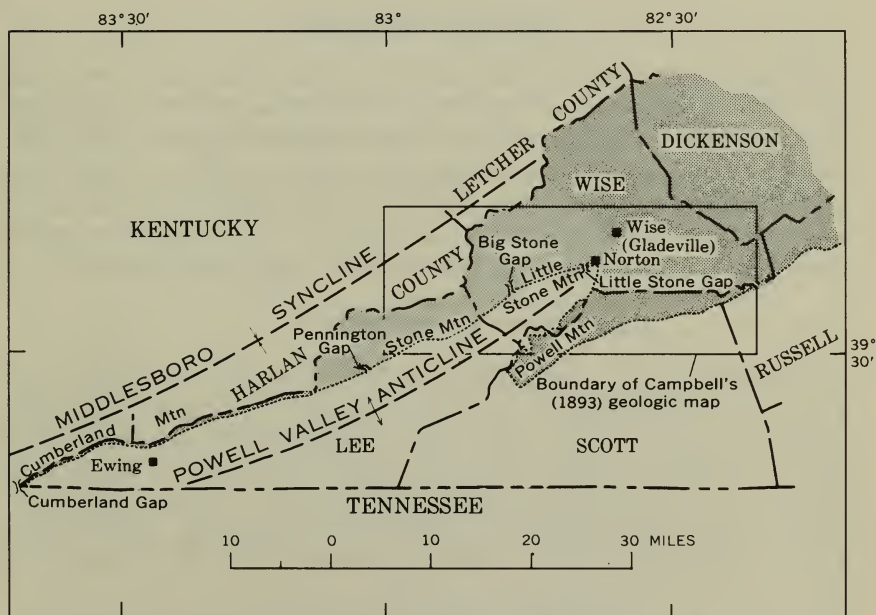 83° 30′
83°
82° 30′
LETCHER COUNTY
DICKENSON
WISE
KENTUCKY
Wise
(Gladeville)
Big Stone
Gap
Norton
Little
Stone Mtn
Little Stone Gap
MIDDLESBORO SYNCLINE
HARLAN COUNTY
Pennington
Gap
Stone Mtn
Powell Mtn
39°
30′
RUSSELL
Boundary of Campbell's
(1893) geologic map
POWELL VALLEY ANTICLINE
Cumberland Mtn
Ewing
LEE
SCOTT
Cumberland Gap
TENNESSEE
10 0 10 20 30 MILES